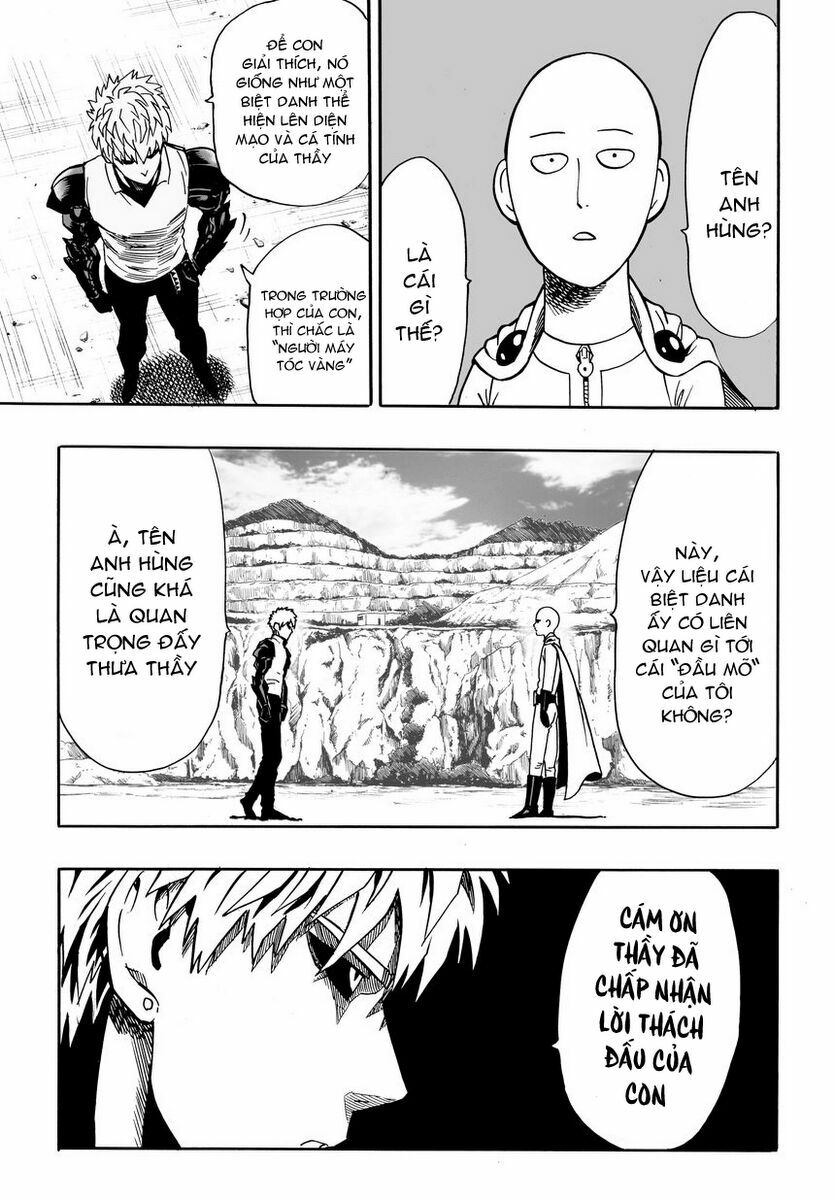 TÊN
ANH
HÙNG?
LÀ
CÁI
GÌ
THẾ?
ĐỂ CON
GIẢI THÍCH, NÓ
GIỐNG NHƯ MỘT
BIỆT DANH THỂ
HIỆN LÊN DIỆN
MẠO VÀ CÁ TÍNH
CỦA THẦY
TRONG TRƯỜNG
HỢP CỦA CON,
THÌ CHẮC LÀ
"NGƯỜI MÁY
TÓC VÀNG"
NÀY,
VẬY LIỆU CÁI
BIỆT DANH
ẤY CÓ LIÊN
QUAN GÌ TỚI
CÁI "ĐẦU MÕ"
CỦA TÔI
KHÔNG?
À, TÊN
ANH HÙNG
CŨNG KHÁ
LÀ QUAN
TRỌNG ĐẤY
THƯA THẦY
CÁM ƠN
THẦY ĐÃ
CHẤP NHẬN
LỜI THÁCH
ĐẤU CỦA
CON